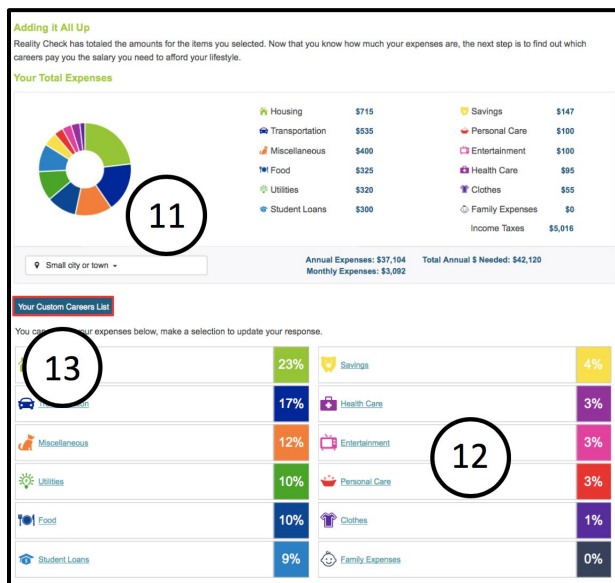 Adding it All Up
Reality Check has totaled the amounts for the items you selected. Now that you know how much your expenses are, the next step is to find out which
careers pay you the salary you need to afford your lifestyle.
Your Total Expenses
Housing $715 Savings $147
Transportation $535 Personal Care $100
Miscellaneous $400 Entertainment $100
Food $325 Health Care $95
Utilities $320 Clothes $55
Student Loans $300 Family Expenses $0
Income Taxes $5,016
11
Small city or town
Annual Expenses: $37,104 Total Annual $ Needed: $42,120
Monthly Expenses: $3,092
Your Custom Careers List
You can your expenses below, make a selection to update your response.
13
23% Savings 4%
17% Health Care 3%
Miscellaneous 12% Entertainment 3%
12
Utilities 10% Personal Care 3%
Food 10% Clothes 1%
Student Loans 9% Family Expenses 0%